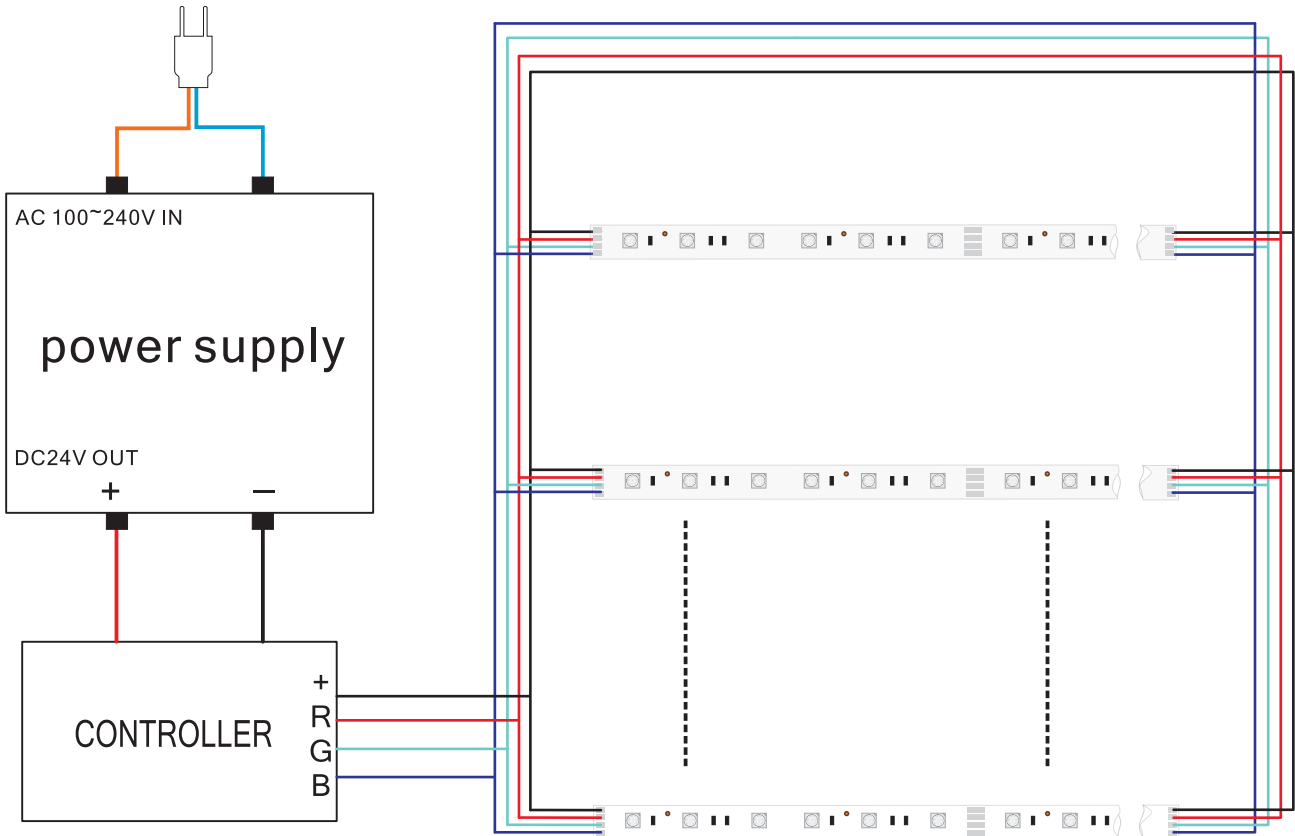 AC 100~240V IN
power supply
DC24V OUT
+ —
CONTROLLER
+
R
G
B